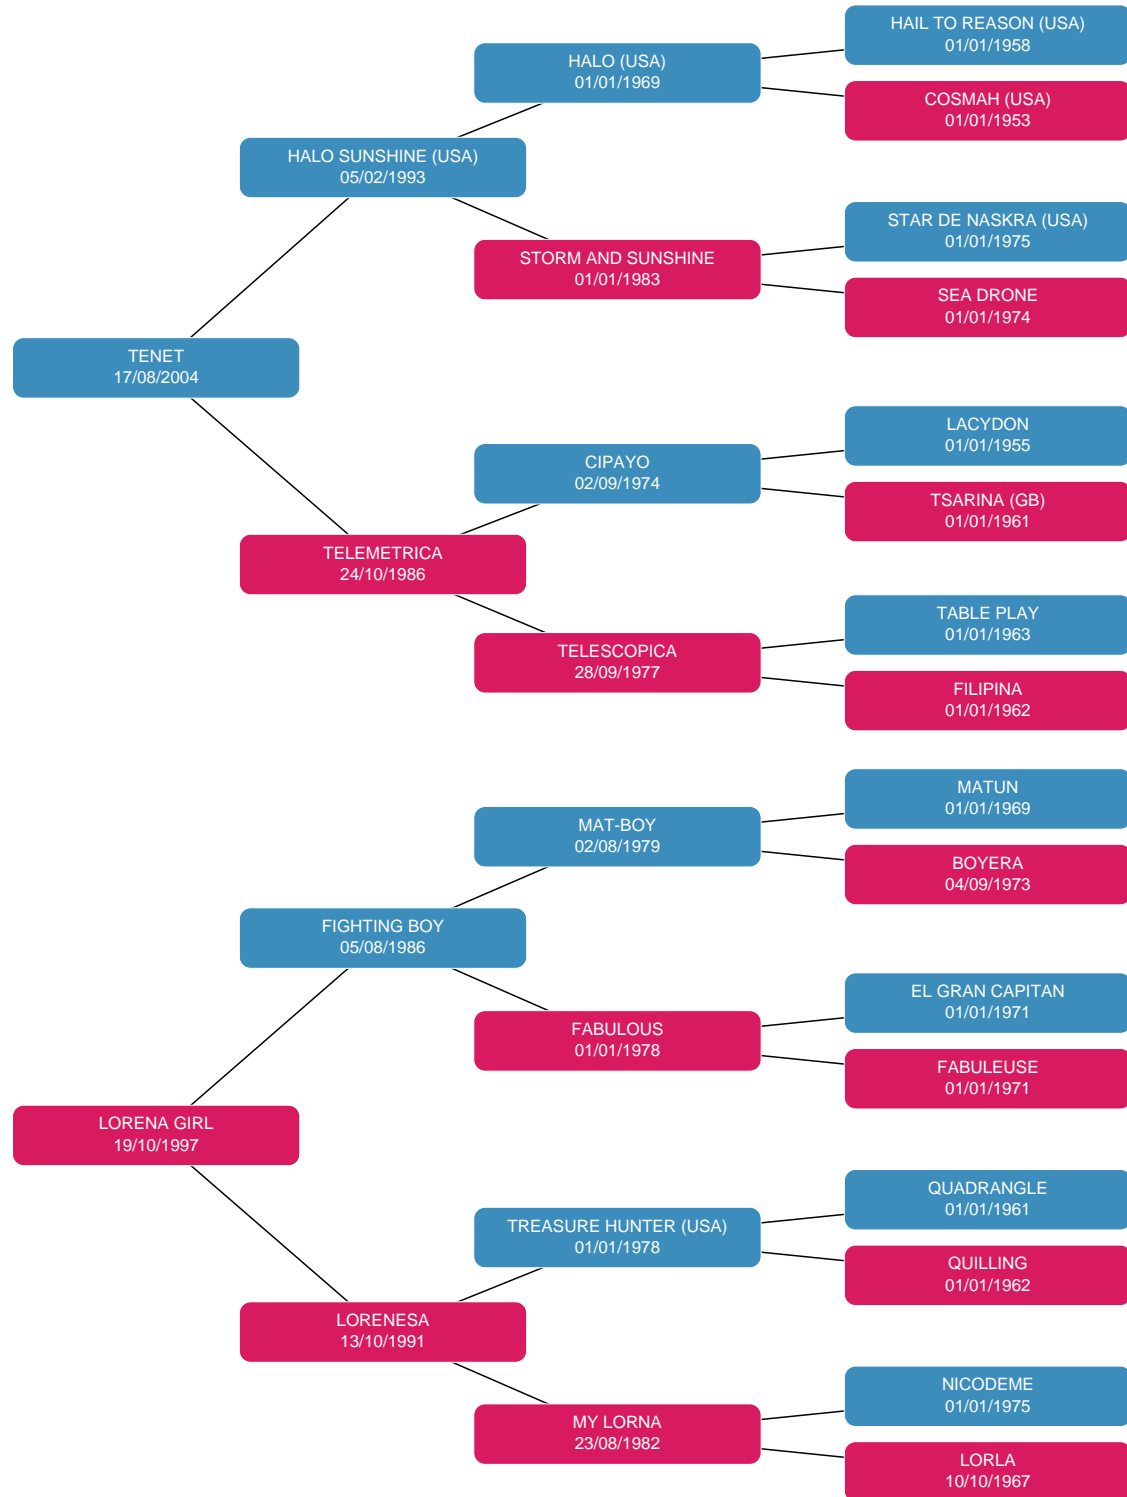 HAIL TO REASON (USA)
01/01/1958
HALO (USA)
01/01/1969
COSMAH (USA)
01/01/1953
HALO SUNSHINE (USA)
05/02/1993
STAR DE NASKRA (USA)
01/01/1975
STORM AND SUNSHINE
01/01/1983
SEA DRONE
01/01/1974
TENET
17/08/2004
LACYDON
01/01/1955
CIPAYO
02/09/1974
TSARINA (GB)
01/01/1961
TELEMETRICA
24/10/1986
TABLE PLAY
01/01/1963
TELESCOPICA
28/09/1977
FILIPINA
01/01/1962
MATUN
01/01/1969
MAT-BOY
02/08/1979
BOYERA
04/09/1973
FIGHTING BOY
05/08/1986
EL GRAN CAPITAN
01/01/1971
FABULOUS
01/01/1978
FABULEUSE
01/01/1971
LORENA GIRL
19/10/1997
QUADRANGLE
01/01/1961
TREASURE HUNTER (USA)
01/01/1978
QUILLING
01/01/1962
LORENESA
13/10/1991
NICODEME
01/01/1975
MY LORNA
23/08/1982
LORLA
10/10/1967